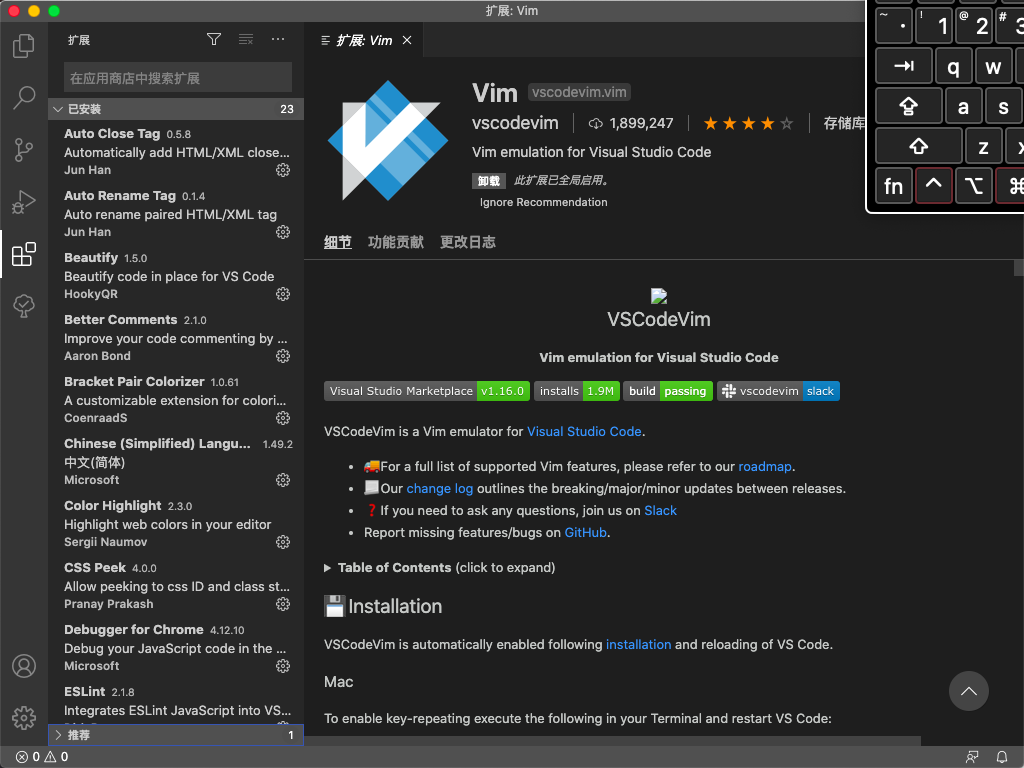 扩展: Vim
扩展
在应用商店中搜索扩展
已安装 23
Auto Close Tag 0.5.8
Automatically add HTML/XML close...
Jun Han
Auto Rename Tag 0.1.4
Auto rename paired HTML/XML tag
Jun Han
Beautify 1.5.0
Beautify code in place for VS Code
HookyQR
Better Comments 2.1.0
Improve your code commenting by ...
Aaron Bond
Bracket Pair Colorizer 1.0.61
A customizable extension for colori...
CoenraadS
Chinese (Simplified) Langu... 1.49.2
中文(简体)
Microsoft
Color Highlight 2.3.0
Highlight web colors in your editor
Sergii Naumov
CSS Peek 4.0.0
Allow peeking to css ID and class st...
Pranay Prakash
Debugger for Chrome 4.12.10
Debug your JavaScript code in the ...
Microsoft
ESLint 2.1.8
Integrates ESLint JavaScript into VS...
推荐 1
0 0
扩展: Vim
Vim vscodevim.vim
vscodevim 1,899,247 存储库
Vim emulation for Visual Studio Code
卸载 此扩展已全局启用。
Ignore Recommendation
细节 功能贡献 更改日志
VSCodeVim
Vim emulation for Visual Studio Code
Visual Studio Marketplace v1.16.0 installs 1.9M build passing vscodevim slack
VSCodeVim is a Vim emulator for Visual Studio Code.
• 🚚For a full list of supported Vim features, please refer to our roadmap.
• 📃Our change log outlines the breaking/major/minor updates between releases.
• ❓If you need to ask any questions, join us on Slack
• Report missing features/bugs on GitHub.
Table of Contents (click to expand)
💾Installation
VSCodeVim is automatically enabled following installation and reloading of VS Code.
Mac
To enable key-repeating execute the following in your Terminal and restart VS Code:
~ · ! 1 @ 2 # 3
q w
a s
z x
fn ^ ⌥ ⌘